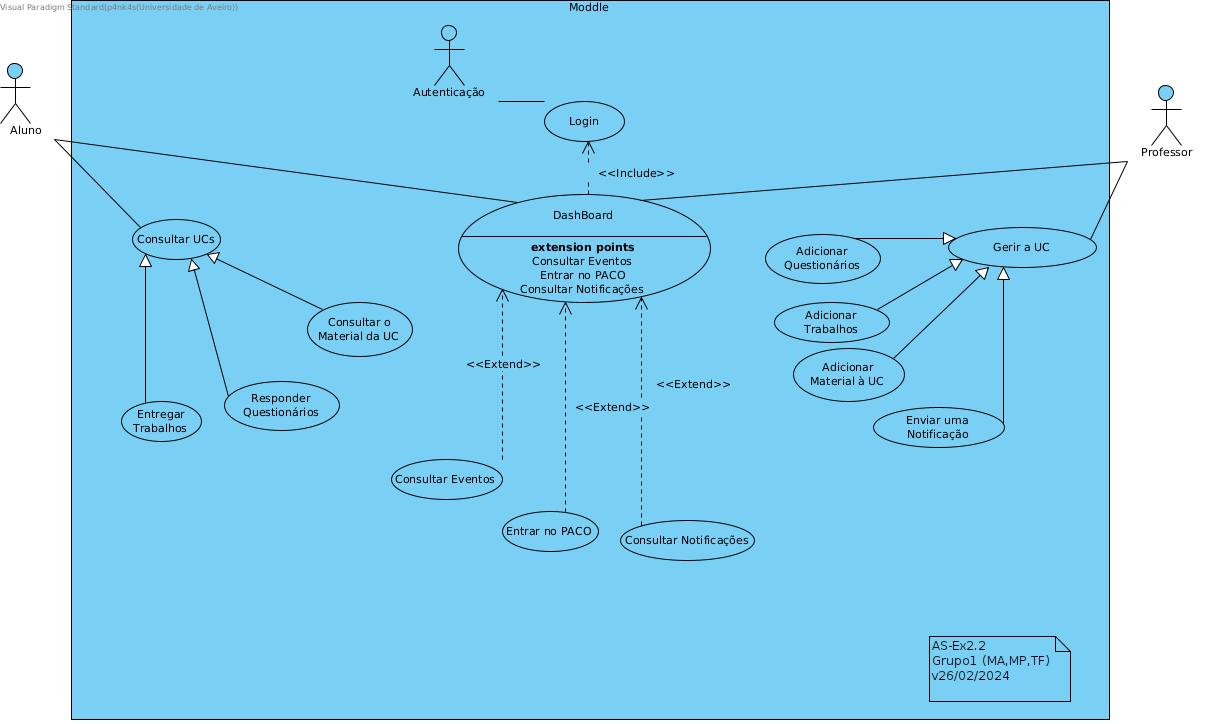 Visual Paradigm Standard(p4nk4s(Universidade de Aveiro))
Moddle
Autenticação
Aluno
Login
Professor
<<Include>>
DashBoard
extension points
Consultar Eventos
Entrar no PACO
Consultar Notificações
Consultar UCs
Gerir a UC
Adicionar
Questionários
Consultar o
Material da UC
Adicionar
Trabalhos
<<Extend>>
<<Extend>>
<<Extend>>
Adicionar
Material à UC
Responder
Questionários
Entregar
Trabalhos
Enviar uma
Notificação
Consultar Eventos
Entrar no PACO
Consultar Notificações
AS-Ex2.2
Grupo1 (MA,MP,TF)
v26/02/2024